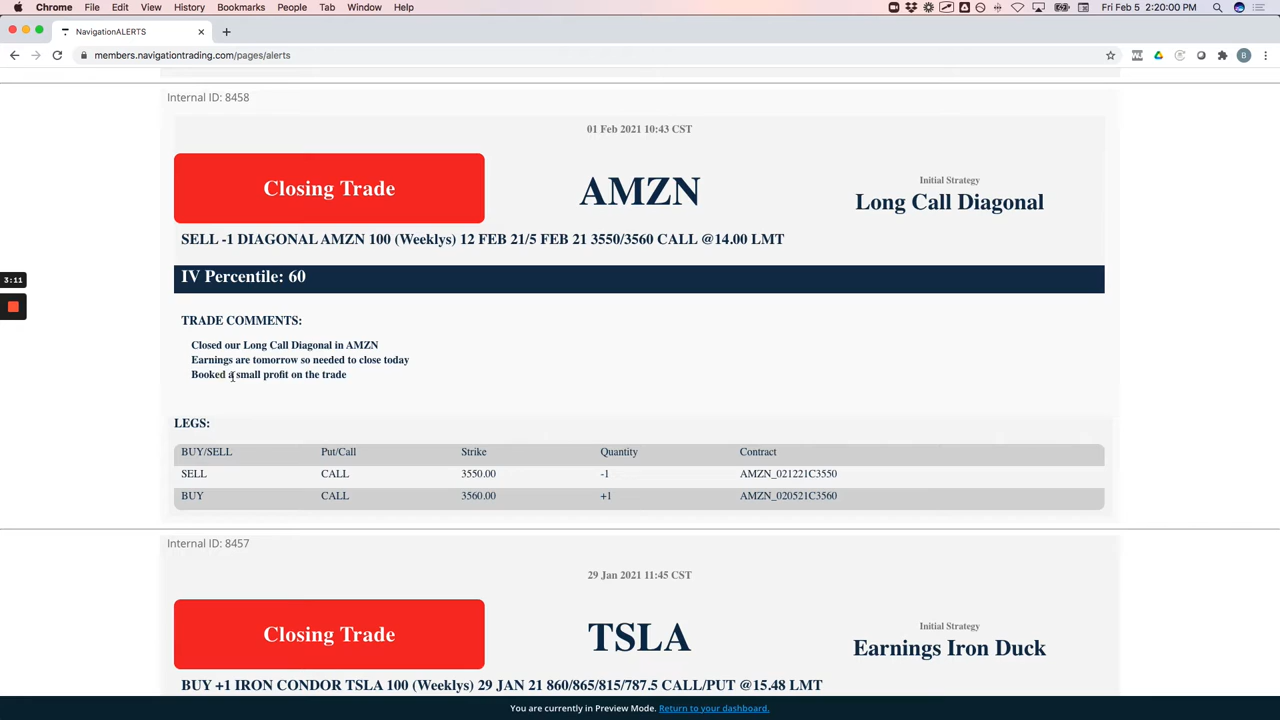 Chrome File Edit View History Bookmarks People Tab Window Help Fri Feb 5 2:20:00 PM
NavigationALERTS
members.navigationtrading.com/pages/alerts
B
Internal ID: 8458
01 Feb 2021 10:43 CST
Closing Trade
AMZN
Initial Strategy
Long Call Diagonal
SELL -1 DIAGONAL AMZN 100 (Weeklys) 12 FEB 21/5 FEB 21 3550/3560 CALL @14.00 LMT
3:11
IV Percentile: 60
TRADE COMMENTS:
Closed our Long Call Diagonal in AMZN
Earnings are tomorrow so needed to close today
Booked a small profit on the trade
LEGS:
BUY/SELL Put/Call Strike Quantity Contract
SELL CALL 3550.00 -1 AMZN_021221C3550
BUY CALL 3560.00 +1 AMZN_020521C3560
Internal ID: 8457
29 Jan 2021 11:45 CST
Closing Trade
TSLA
Initial Strategy
Earnings Iron Duck
BUY +1 IRON CONDOR TSLA 100 (Weeklys) 29 JAN 21 860/865/815/787.5 CALL/PUT @15.48 LMT
You are currently in Preview Mode. Return to your dashboard.